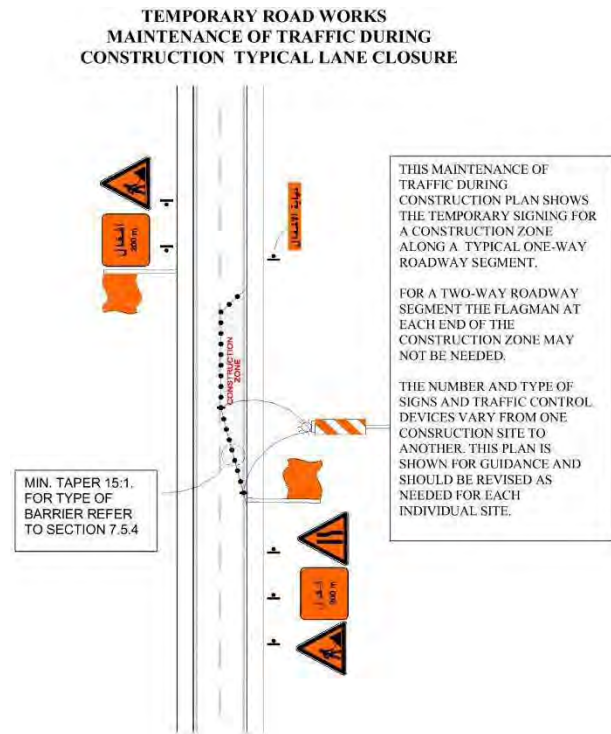 TEMPORARY ROAD WORKS
MAINTENANCE OF TRAFFIC DURING
CONSTRUCTION TYPICAL LANE CLOSURE
نهاية الاشغال
CONSTRUCTION
ZONE
THIS MAINTENANCE OF
TRAFFIC DURING
CONSTRUCTION PLAN SHOWS
THE TEMPORARY SIGNING FOR
A CONSTRUCTION ZONE
ALONG A TYPICAL ONE-WAY
ROADWAY SEGMENT.
FOR A TWO-WAY ROADWAY
SEGMENT THE FLAGMAN AT
EACH END OF THE
CONSTRUCTION ZONE MAY
NOT BE NEEDED.
THE NUMBER AND TYPE OF
SIGNS AND TRAFFIC CONTROL
DEVICES VARY FROM ONE
CONSRUCTION SITE TO
ANOTHER. THIS PLAN IS
SHOWN FOR GUIDANCE AND
SHOULD BE REVISED AS
NEEDED FOR EACH
INDIVIDUAL SITE.
MIN. TAPER 15:1.
FOR TYPE OF
BARRIER REFER
TO SECTION 7.5.4